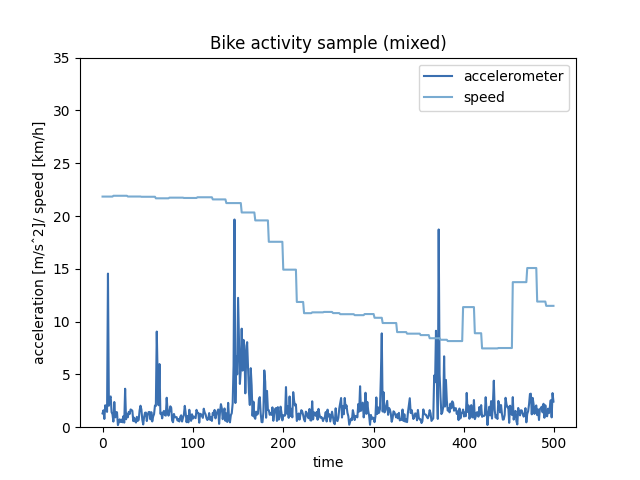 Bike activity sample (mixed)
accelerometer
speed
acceleration [m/sˆ2]/ speed [km/h]
35
30
25
20
15
10
5
0
0 100 200 300 400 500
time